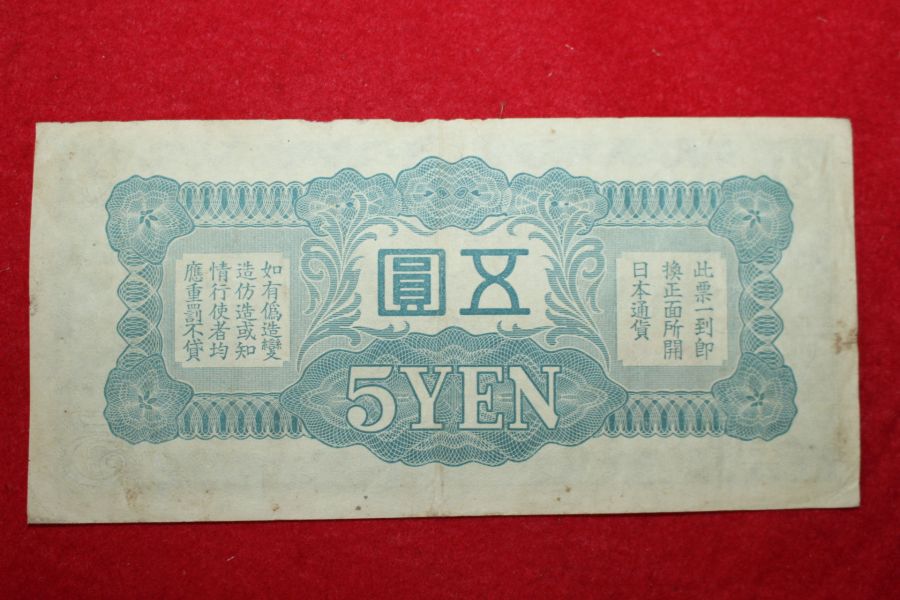 此票一到即
換正面所開
日本通貨
五圓
如有僞造變
造仿造或知
情行使者均
應重罰不貸
5YEN